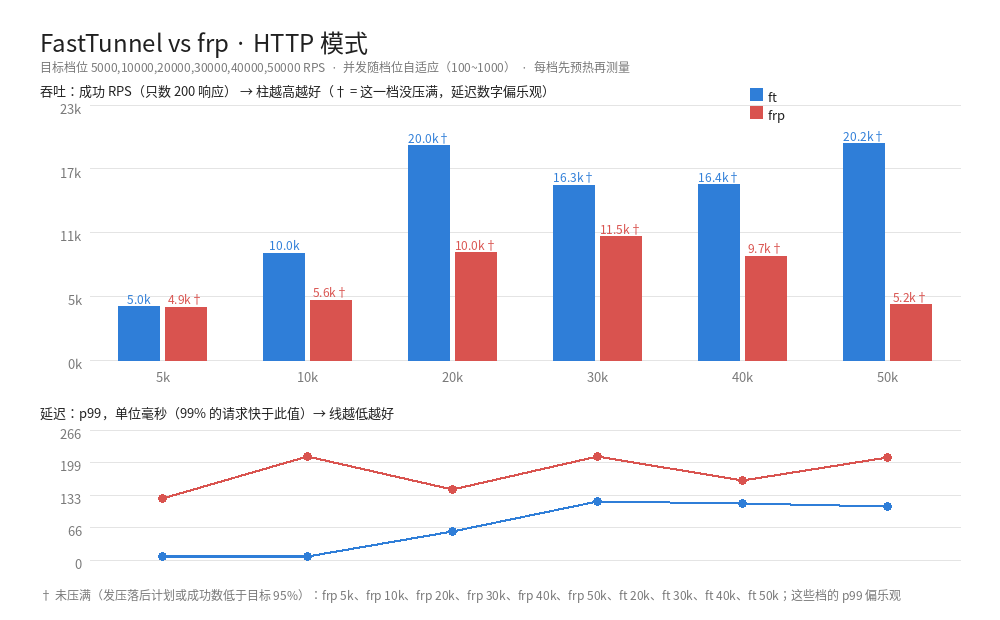 FastTunnel vs frp · HTTP 模式
目标档位 5000,10000,20000,30000,40000,50000 RPS · 并发随档位自适应（100~1000） · 每档先预热再测量
吞吐：成功 RPS（只数 200 响应） → 柱越高越好（† = 这一档没压满，延迟数字偏乐观）
ft
frp
23k
17k
11k
5k
0k
5.0k
4.9k †
10.0k
5.6k †
20.0k †
10.0k †
16.3k †
11.5k †
16.4k †
9.7k †
20.2k †
5.2k †
5k
10k
20k
30k
40k
50k
延迟：p99，单位毫秒（99% 的请求快于此值）→ 线越低越好
266
199
133
66
0
† 未压满（发压落后计划或成功数低于目标 95%）：frp 5k、frp 10k、frp 20k、frp 30k、frp 40k、frp 50k、ft 20k、ft 30k、ft 40k、ft 50k；这些档的 p99 偏乐观